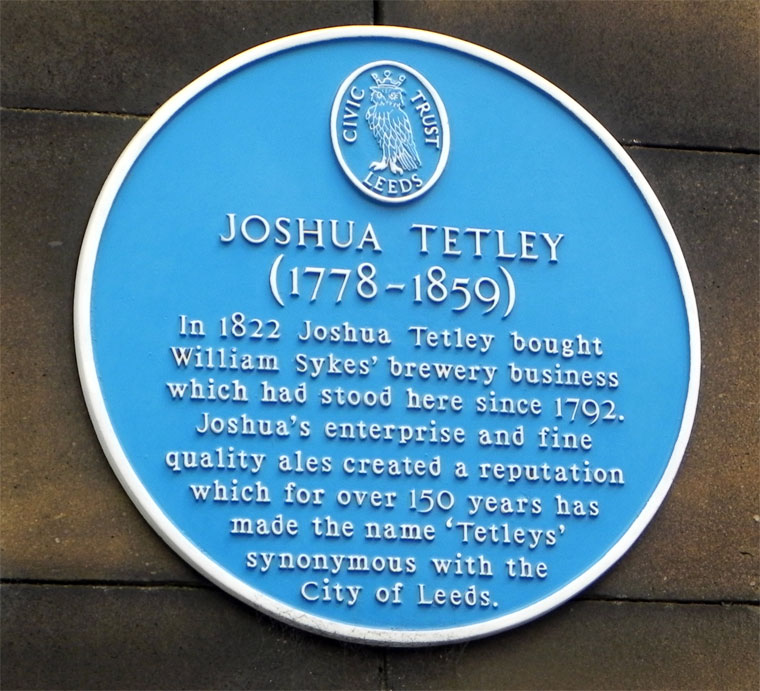 CIVIC TRUST
LEEDS
JOSHUA TETLEY
(1778-1859)
In 1822 Joshua Tetley bought
William Sykes' brewery business
which had stood here since 1792.
Joshua's enterprise and fine
quality ales created a reputation
which for over 150 years has
made the name 'Tetleys'
synonymous with the
City of Leeds.